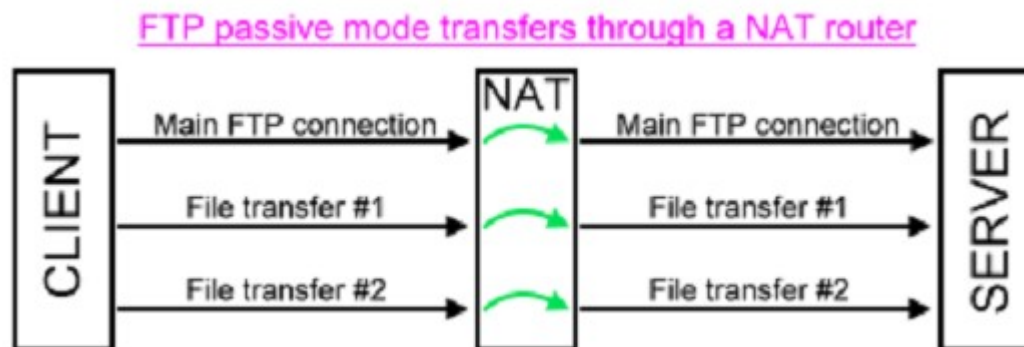 FTP passive mode transfers through a NAT router
NAT
Main FTP connection
Main FTP connection
CLIENT
File transfer #1
File transfer #1
SERVER
File transfer #2
File transfer #2